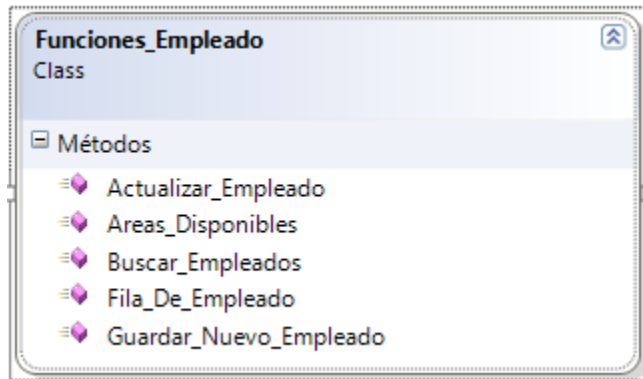 Funciones_Empleado
Class
Métodos
Actualizar_Empleado
Areas_Disponibles
Buscar_Empleados
Fila_De_Empleado
Guardar_Nuevo_Empleado